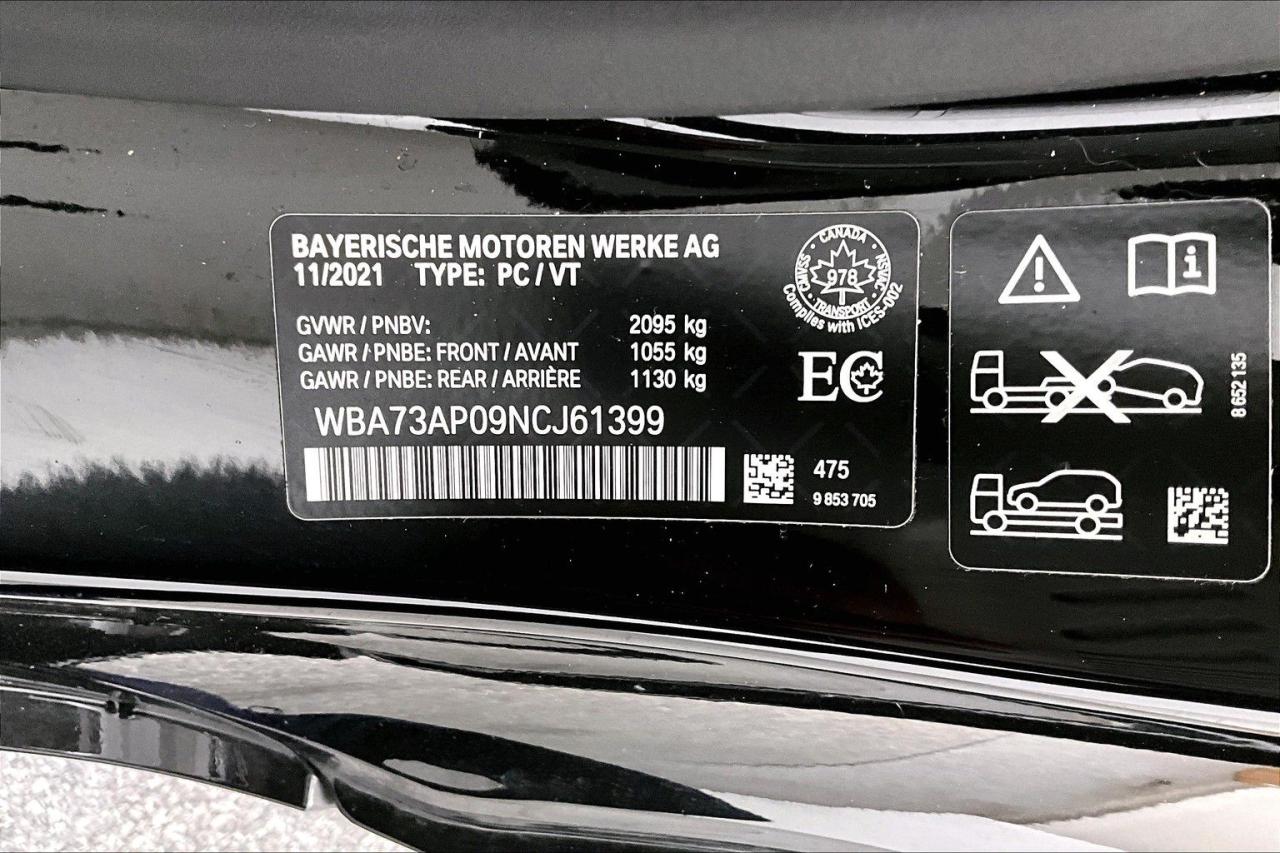 BAYERISCHE MOTOREN WERKE AG
11/2021 TYPE: PC / VT
GVWR / PNBV: 2095 kg
GAWR / PNBE: FRONT / AVANT 1055 kg
GAWR / PNBE: REAR / ARRIÈRE 1130 kg
WBA73AP09NCJ61399
475
9 853 705
CANADA
978
CMVSS
NSVAC
TRANSPORT
Complies with ICES-002
EC
!
i
8 652 135